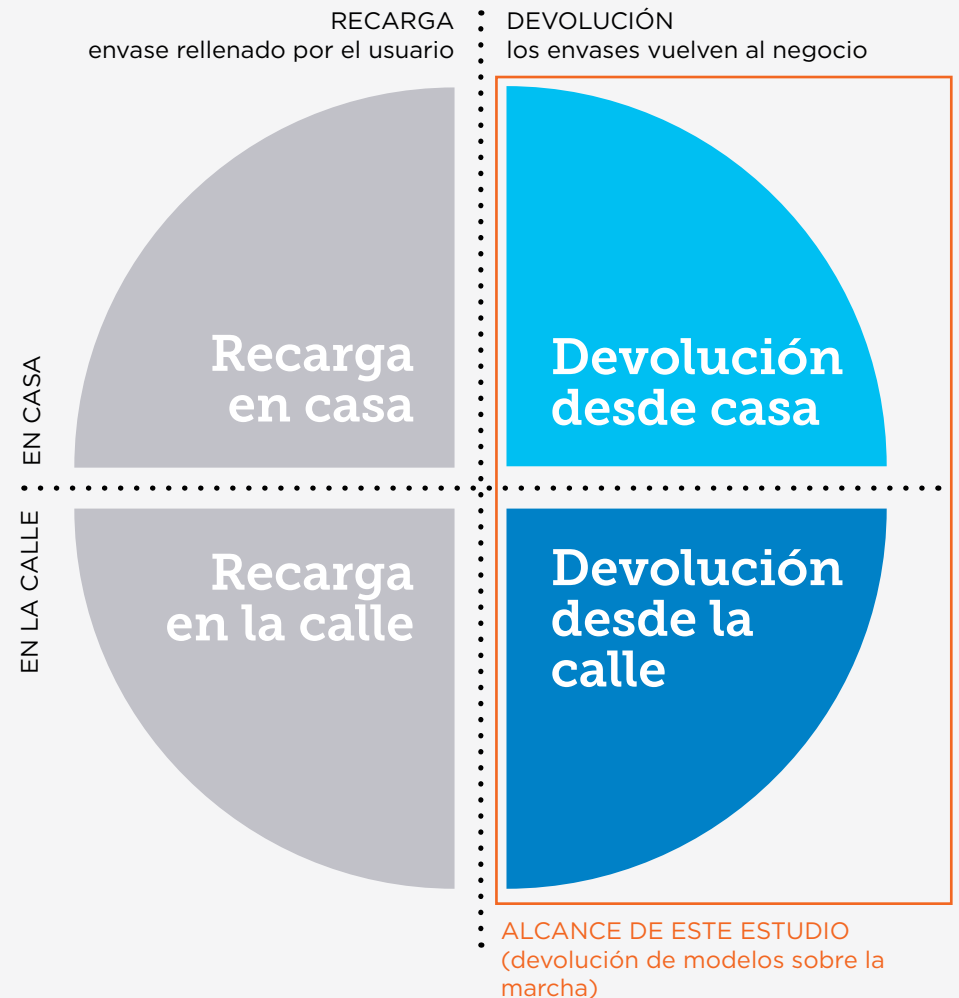 RECARGA
envase rellenado por el usuario
DEVOLUCIÓN
los envases vuelven al negocio
EN CASA
Recarga
en casa
Devolución
desde casa
EN LA CALLE
Recarga
en la calle
Devolución
desde la
calle
ALCANCE DE ESTE ESTUDIO
(devolución de modelos sobre la
marcha)